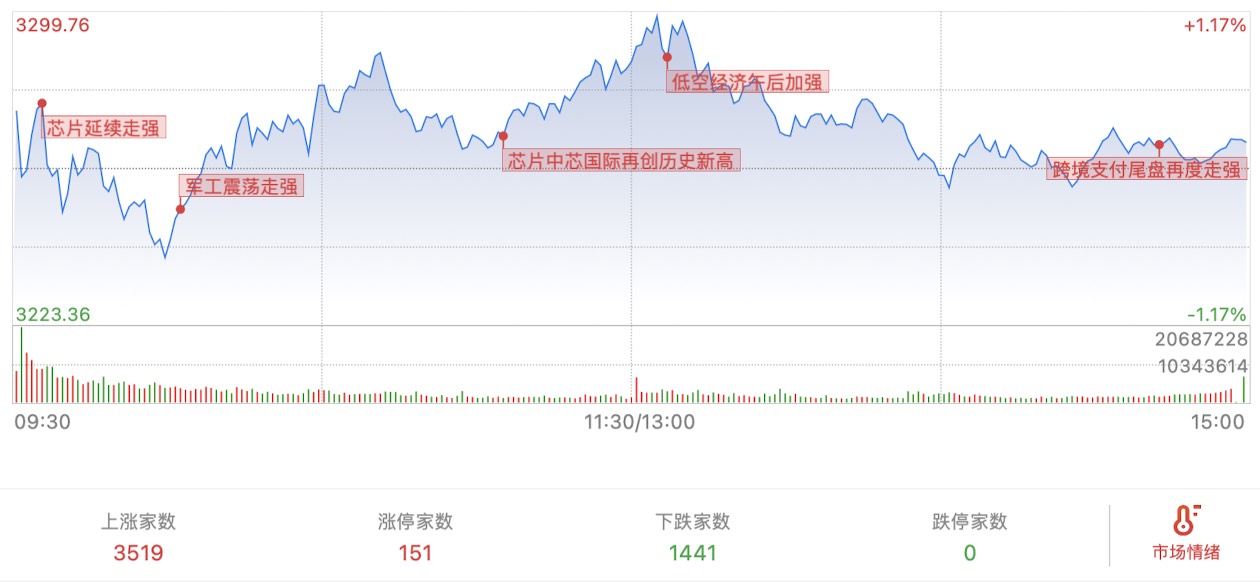 3299.76
+1.17%
低空经济午后加强
芯片延续走强
芯片中芯国际再创历史新高
跨境支付尾盘再度走强
军工震荡走强
3223.36
-1.17%
20687228
10343614
09:30
11:30/13:00
15:00
上涨家数
涨停家数
下跌家数
跌停家数
3519
151
1441
0
市场情绪